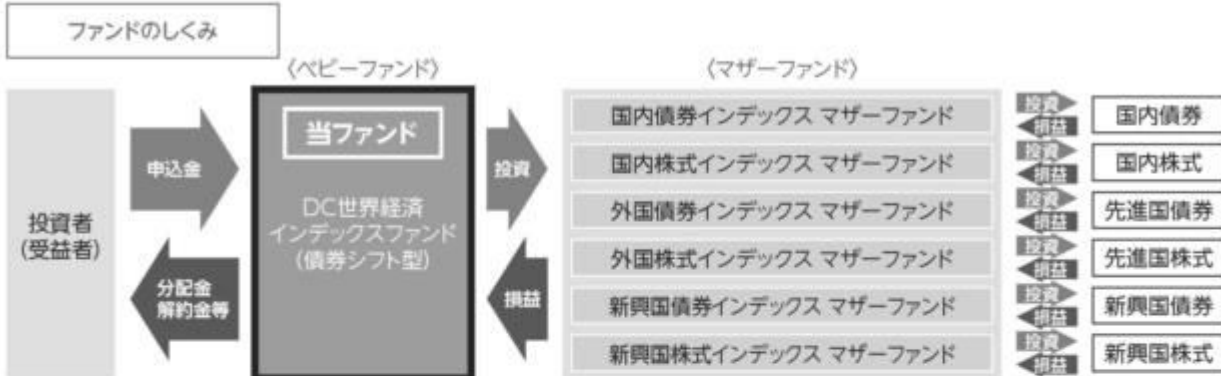 ファンドのしくみ
〈ベビーファンド〉
〈マザーファンド〉
投資者
(受益者)
申込金
分配金
解約金等
当ファンド
DC世界経済
インデックスファンド
(債券シフト型)
投資
損益
国内債券インデックス マザーファンド
投資
損益
国内債券
国内株式インデックス マザーファンド
投資
損益
国内株式
外国債券インデックス マザーファンド
投資
損益
先進国債券
外国株式インデックス マザーファンド
投資
損益
先進国株式
新興国債券インデックス マザーファンド
投資
損益
新興国債券
新興国株式インデックス マザーファンド
投資
損益
新興国株式